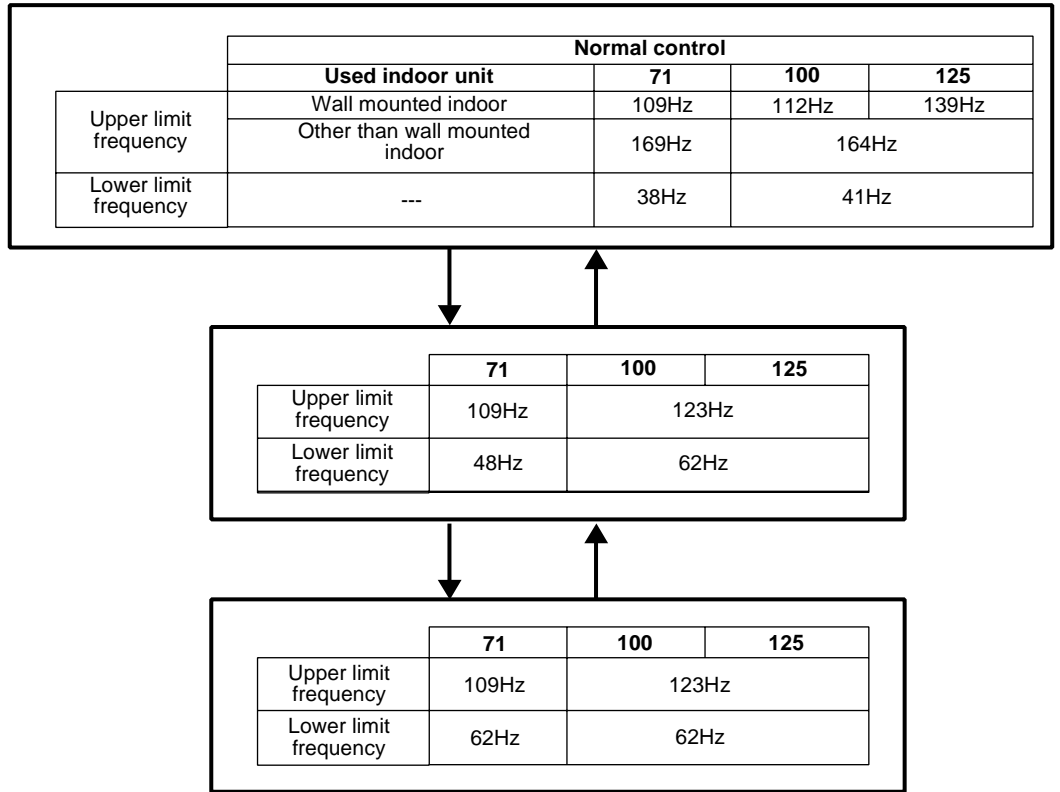 Normal control
Used indoor unit 71 100 125
Upper limit
frequency
Wall mounted indoor 109Hz 112Hz 139Hz
Other than wall mounted
indoor
169Hz 164Hz
Lower limit
frequency
--- 38Hz 41Hz
71 100 125
Upper limit
frequency
109Hz 123Hz
Lower limit
frequency
48Hz 62Hz
71 100 125
Upper limit
frequency
109Hz 123Hz
Lower limit
frequency
62Hz 62Hz